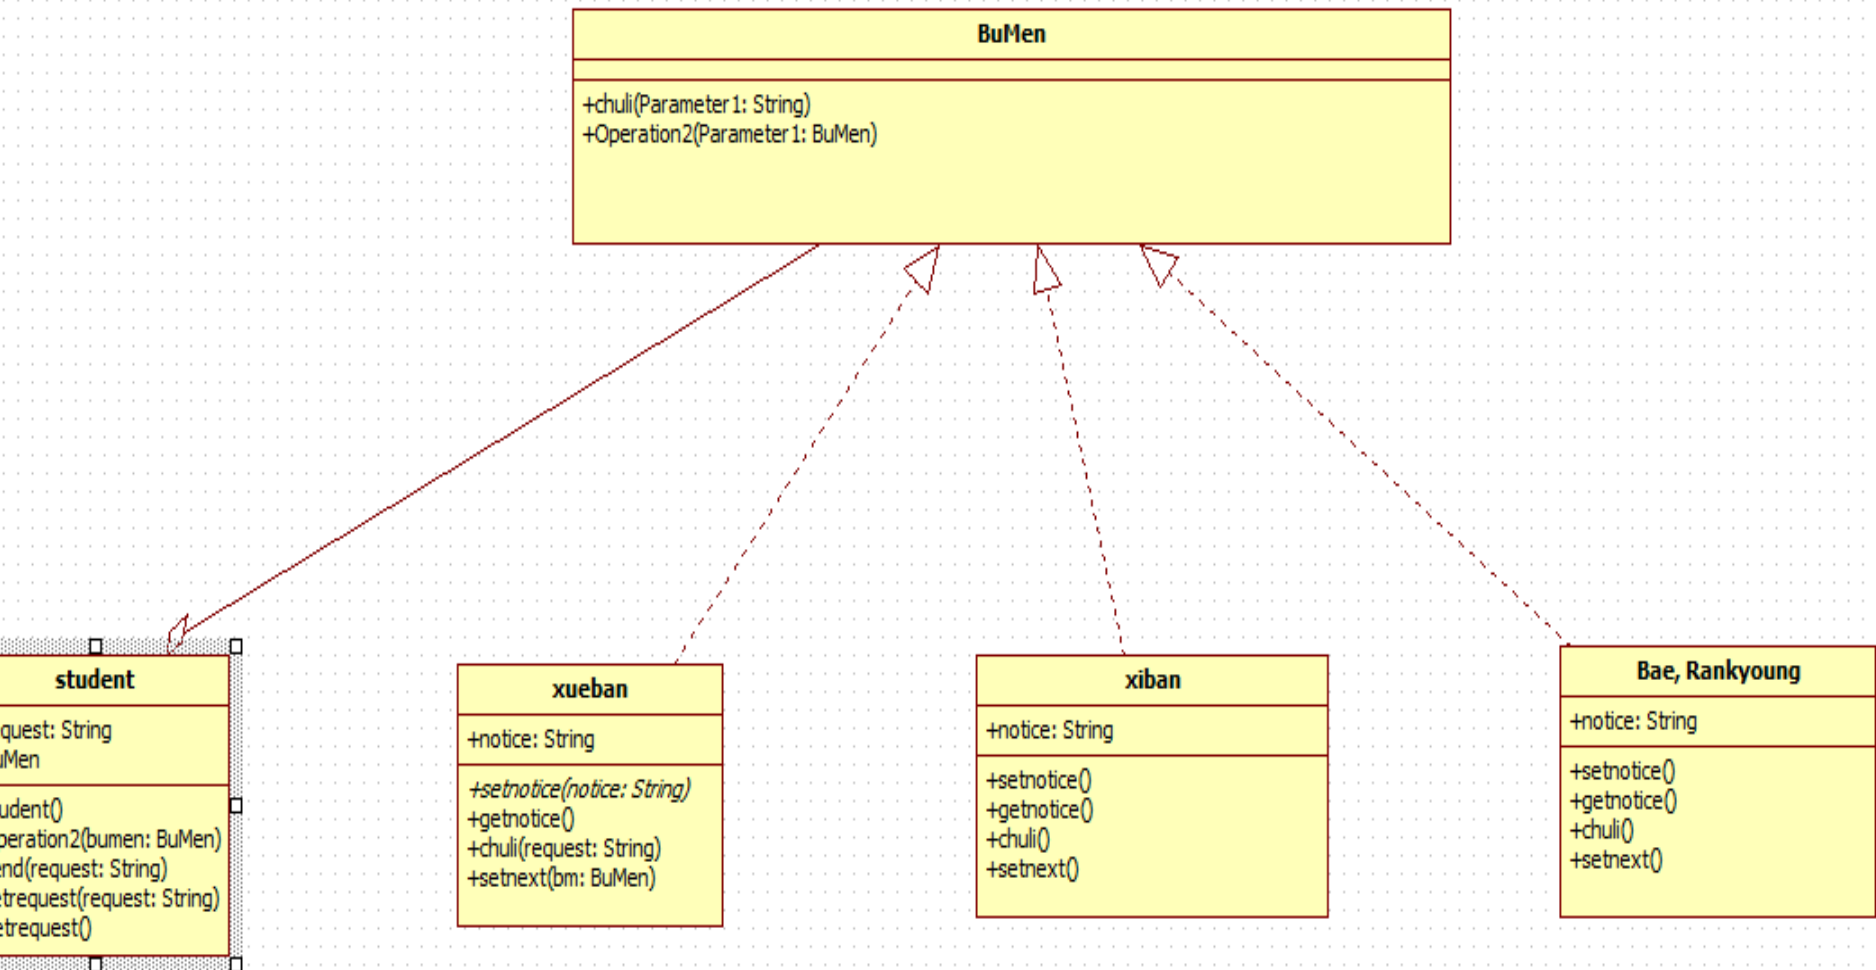 BuMen
+chuli(Parameter1: String)
+Operation2(Parameter1: BuMen)
student
quest: String
uMen
udent()
peration2(bumen: BuMen)
end(request: String)
etrequest(request: String)
etrequest()
xueban
+notice: String
+setnotice(notice: String)
+getnotice()
+chuli(request: String)
+setnext(bm: BuMen)
xiban
+notice: String
+setnotice()
+getnotice()
+chuli()
+setnext()
Bae, Rankyoung
+notice: String
+setnotice()
+getnotice()
+chuli()
+setnext()